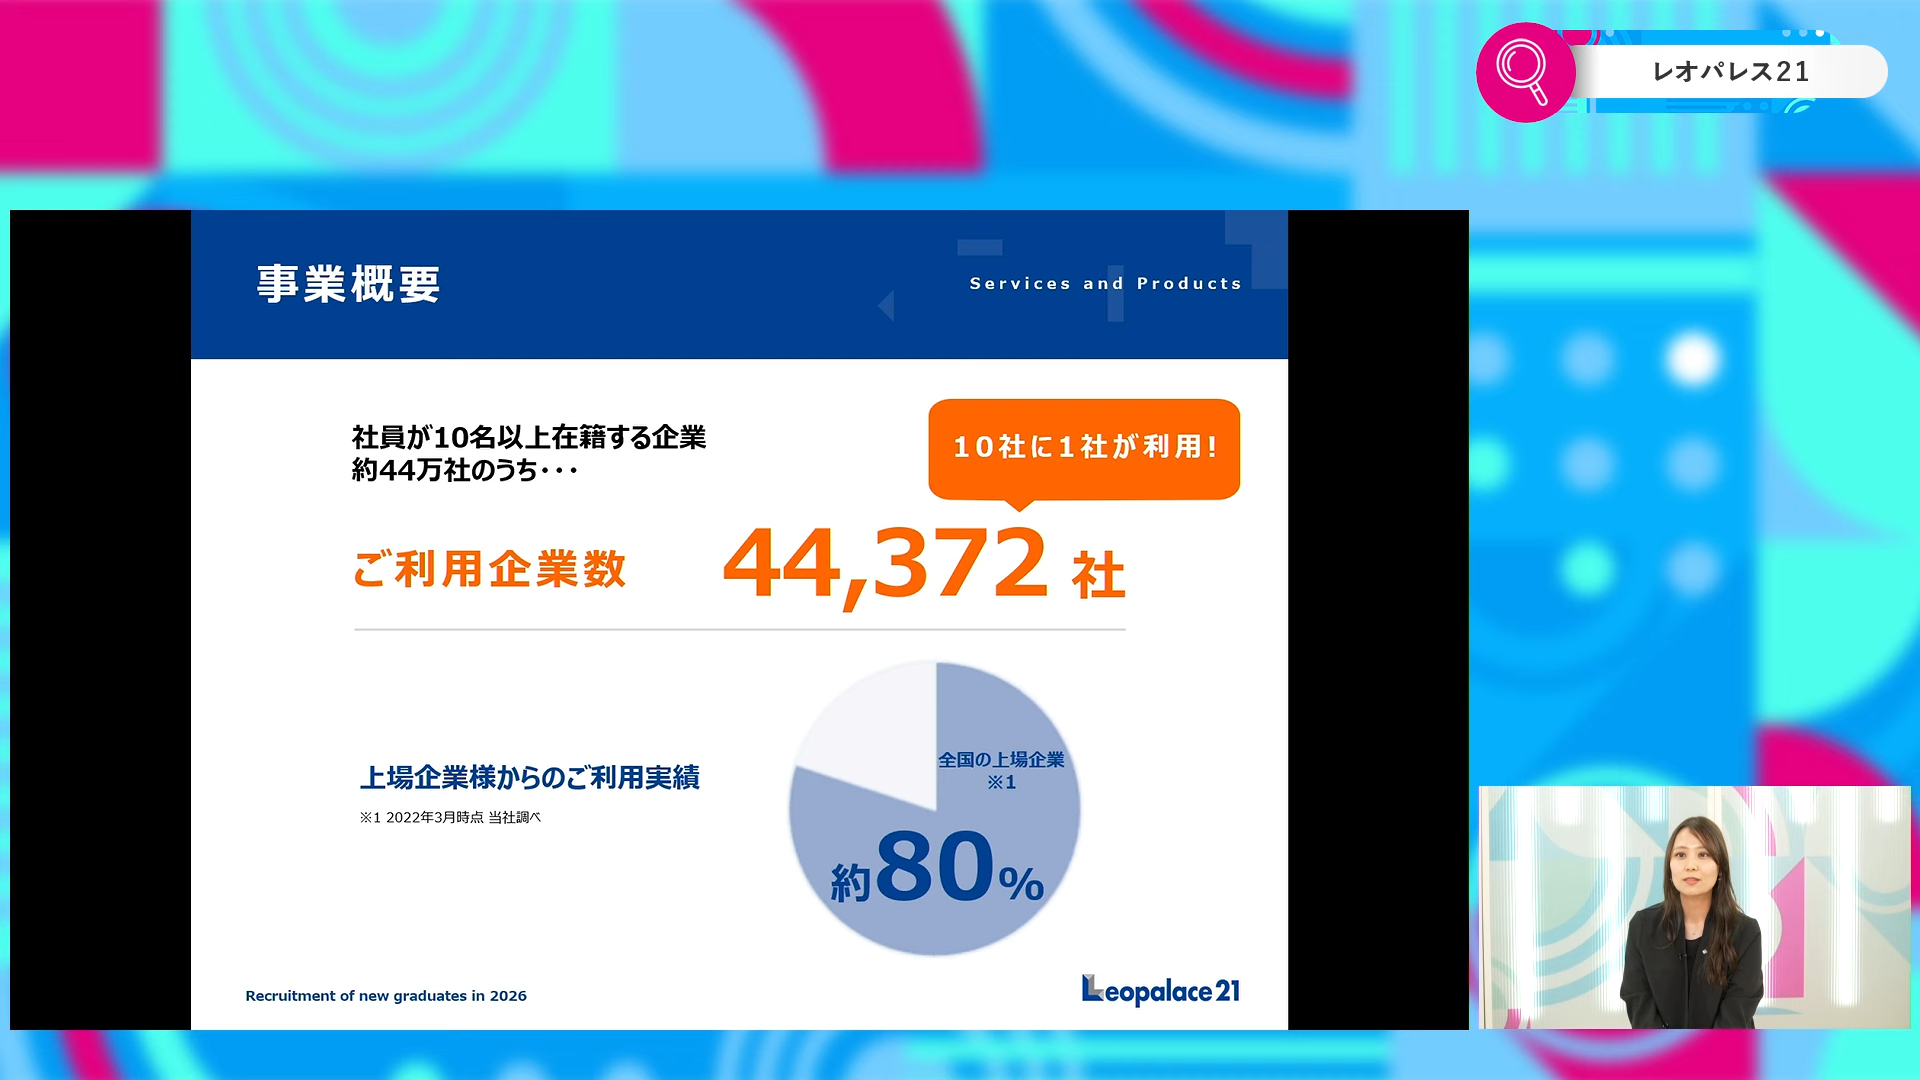 レオパレス21
事業概要
Services and Products
社員が10名以上在籍する企業
約44万社のうち･･･
10社に1社が利用!
ご利用企業数 44,372 社
上場企業様からのご利用実績
※1 2022年3月時点 当社調べ
全国の上場企業
※1
約80%
Recruitment of new graduates in 2026
Leopalace21